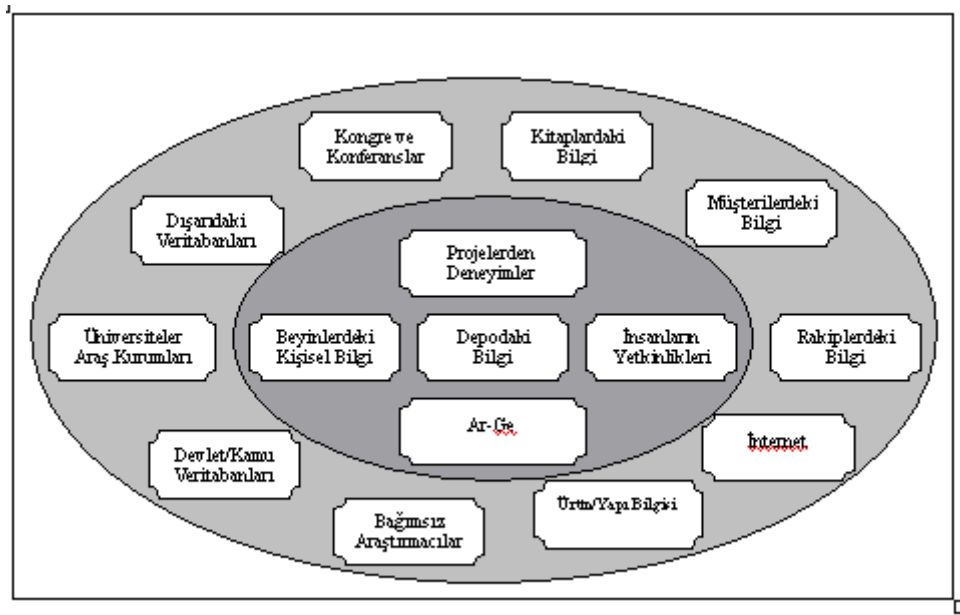 Kongre ve
Konferanslar
Kitaplardaki
Bilgi
Müşterilerdeki
Bilgi
Dışarıdaki
Veritabanları
Projelerden
Deneyimler
Üniversiteler
Araş.Kurumları
Beyinlerdeki
Kişisel Bilgi
Depodaki
Bilgi
İnsanların
Yetkinlikleri
Rakiplerdeki
Bilgi
Ar-Ge
İnternet
Devlet/Kamu
Veritabanları
Ürün/Yapı Bilgisi
Bağımsız
Araştırmacılar